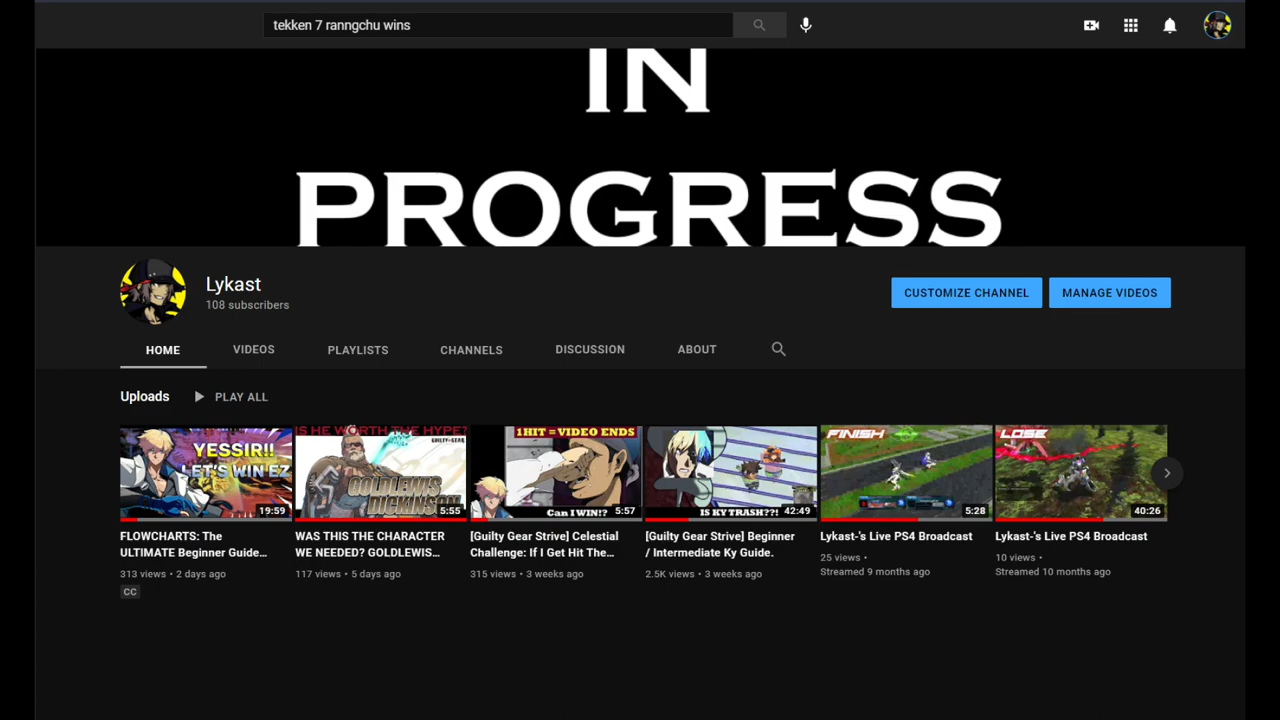 tekken 7 ranngchu wins
IN
PROGRESS
Lykast
108 subscribers
CUSTOMIZE CHANNEL
MANAGE VIDEOS
HOME
VIDEOS
PLAYLISTS
CHANNELS
DISCUSSION
ABOUT
Uploads
PLAY ALL
YESSIR!!
LET'S WIN EZ
19:59
FLOWCHARTS: The
ULTIMATE Beginner Guide...
313 views • 2 days ago
CC
IS HE WORTH THE HYPE?
GUILTY GEAR
GOLDLEWIS
DICKINSON
5:55
WAS THIS THE CHARACTER
WE NEEDED? GOLDLEWIS...
117 views • 5 days ago
1HIT = VIDEO ENDS
Can I WIN!?
5:57
[Guilty Gear Strive] Celestial
Challenge: If I Get Hit The...
315 views • 3 weeks ago
IS KY TRASH??!
42:49
[Guilty Gear Strive] Beginner
/ Intermediate Ky Guide.
2.5K views • 3 weeks ago
FINISH
5:28
Lykast-'s Live PS4 Broadcast
25 views •
Streamed 9 months ago
LOSE
40:26
Lykast-'s Live PS4 Broadcast
10 views •
Streamed 10 months ago